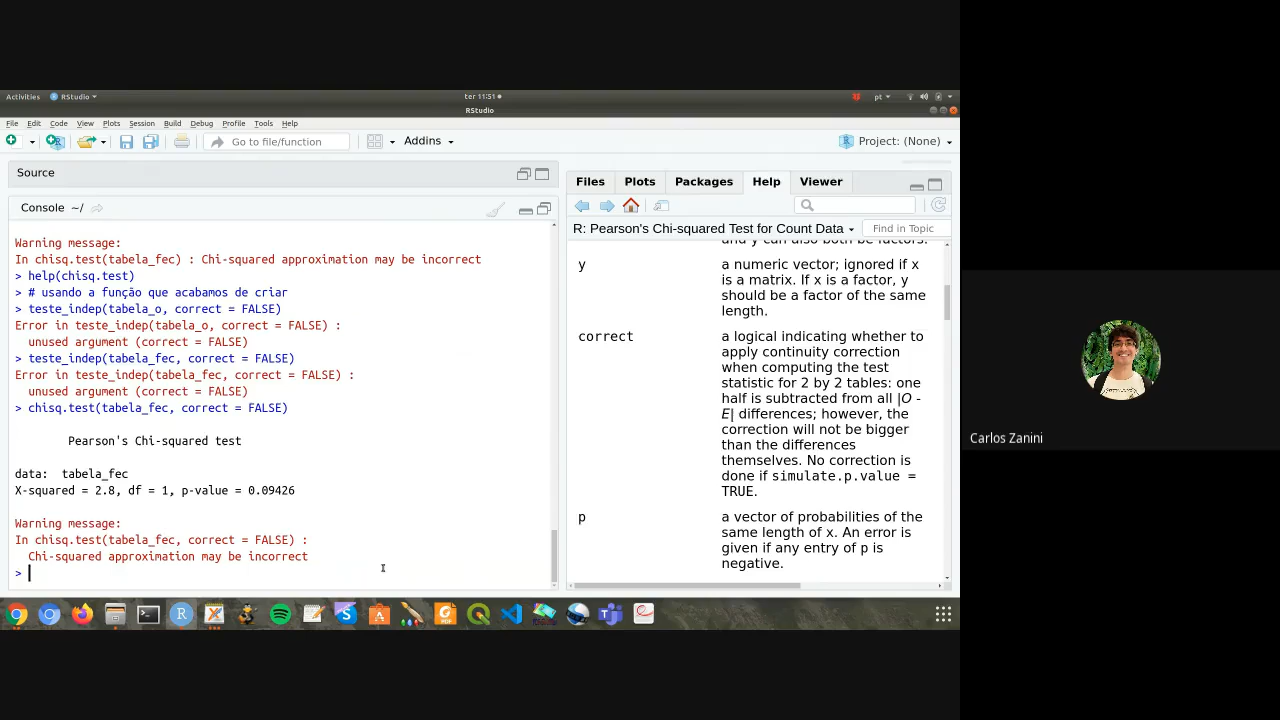 Activities RStudio ter 11:51 pt
RStudio
File Edit Code View Plots Session Build Debug Profile Tools Help
Go to file/function Addins Project: (None)
Source
Console ~/
Warning message:
In chisq.test(tabela_fec) : Chi-squared approximation may be incorrect
> help(chisq.test)
> # usando a função que acabamos de criar
> teste_indep(tabela_o, correct = FALSE)
Error in teste_indep(tabela_o, correct = FALSE) :
unused argument (correct = FALSE)
> teste_indep(tabela_fec, correct = FALSE)
Error in teste_indep(tabela_fec, correct = FALSE) :
unused argument (correct = FALSE)
> chisq.test(tabela_fec, correct = FALSE)
Pearson's Chi-squared test
data: tabela_fec
X-squared = 2.8, df = 1, p-value = 0.09426
Warning message:
In chisq.test(tabela_fec, correct = FALSE) :
Chi-squared approximation may be incorrect
>
Files Plots Packages Help Viewer
R: Pearson's Chi-squared Test for Count Data Find in Topic
and y can also both be factors.
y a numeric vector; ignored if x
is a matrix. If x is a factor, y
should be a factor of the same
length.
correct a logical indicating whether to
apply continuity correction
when computing the test
statistic for 2 by 2 tables: one
half is subtracted from all |O -
E| differences; however, the
correction will not be bigger
than the differences
themselves. No correction is
done if simulate.p.value =
TRUE.
p a vector of probabilities of the
same length of x. An error is
given if any entry of p is
negative.
Carlos Zanini